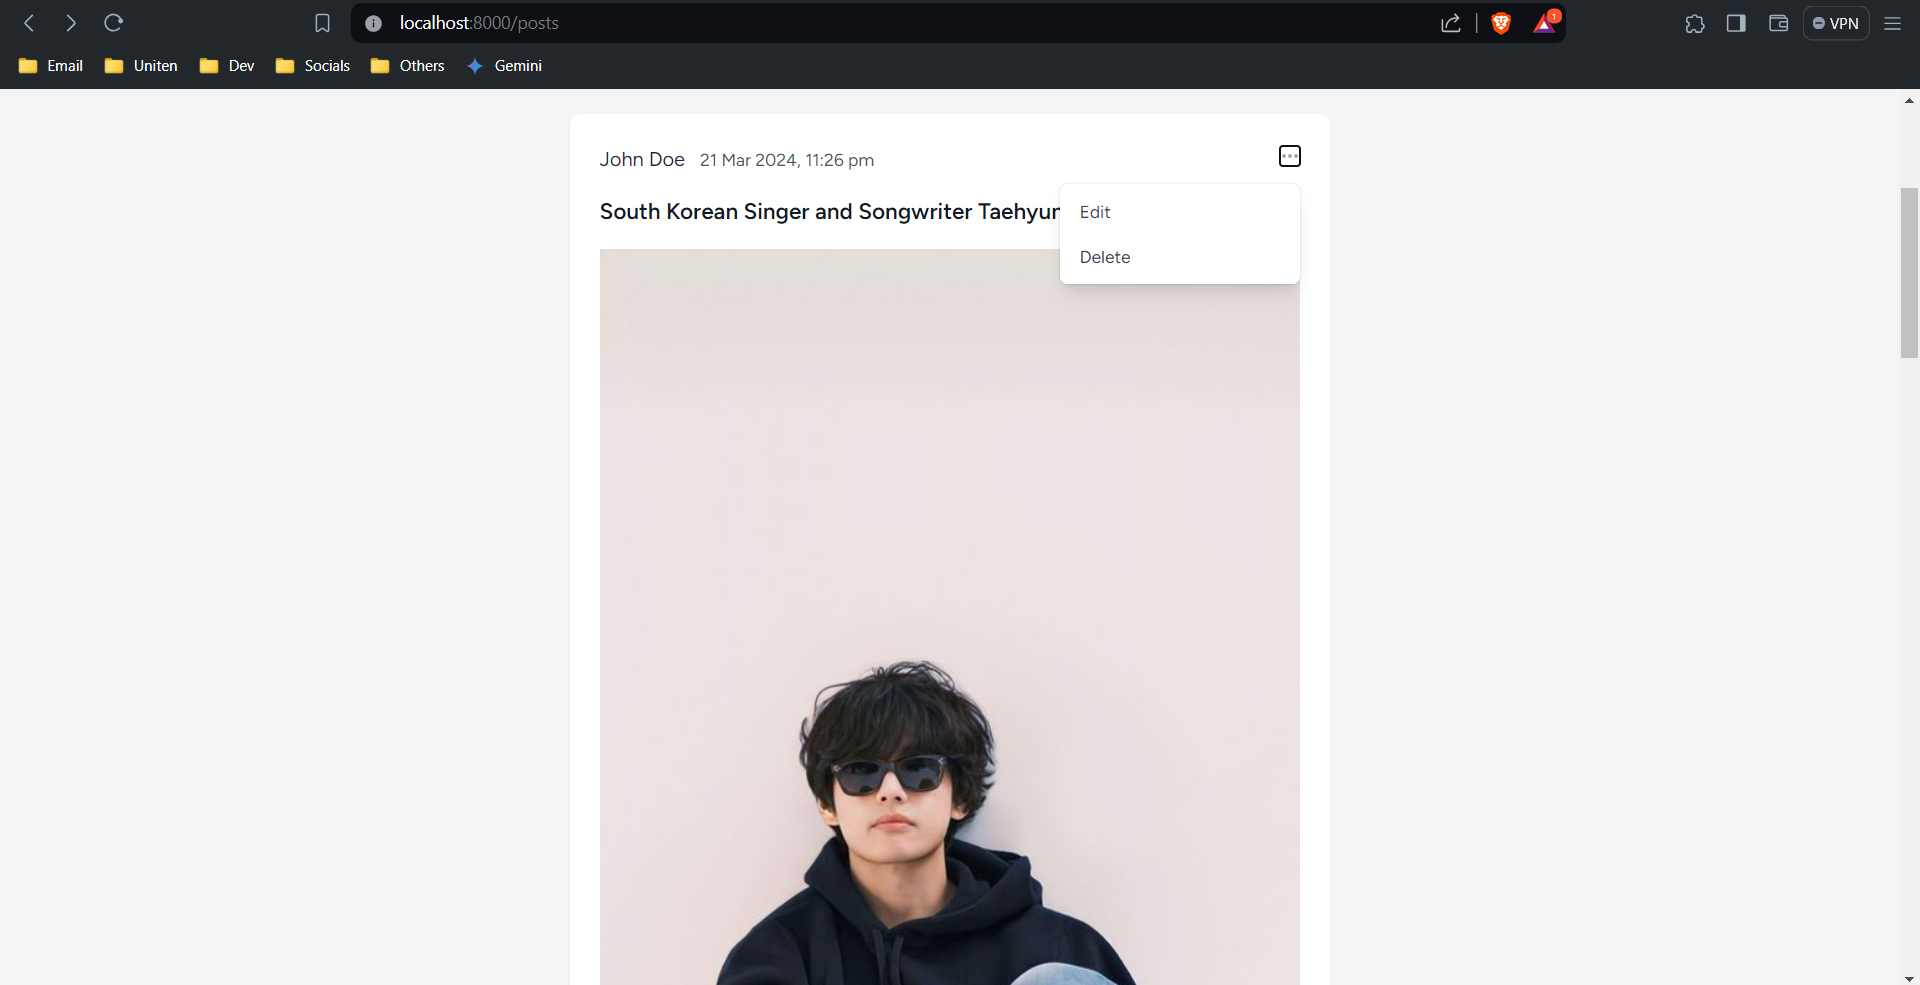 localhost:8000/posts
1
VPN
Email Uniten Dev Socials Others Gemini
John Doe 21 Mar 2024, 11:26 pm
South Korean Singer and Songwriter
Edit
Delete